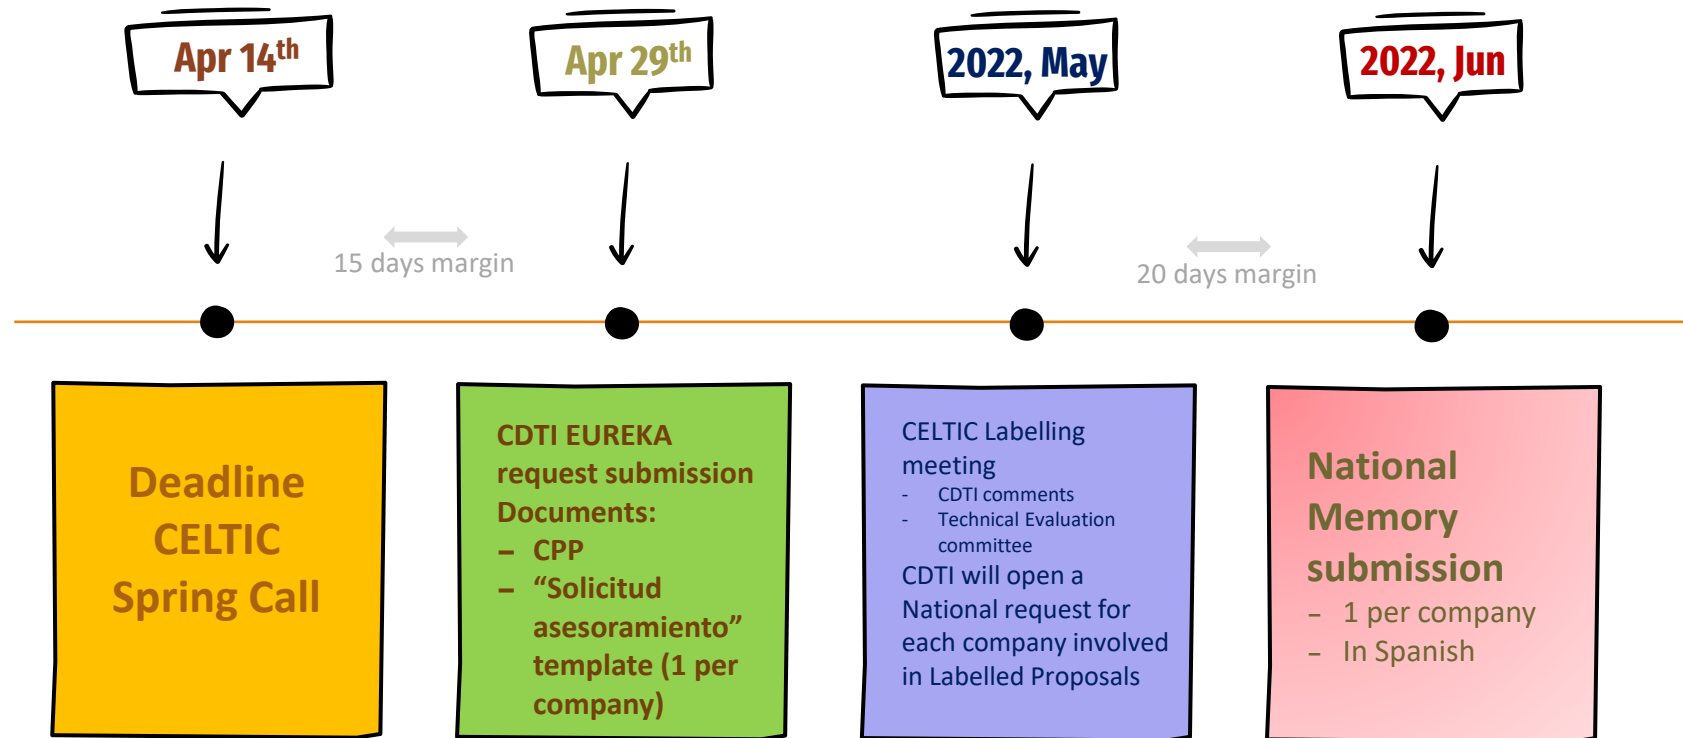 Apr 14th
Apr 29th
2022, May
2022, Jun
15 days margin
20 days margin
Deadline
CELTIC
Spring Call
CDTI EUREKA
request submission
Documents:
– CPP
– “Solicitud
asesoramiento”
template (1 per
company)
CELTIC Labelling
meeting
- CDTI comments
- Technical Evaluation
committee
CDTI will open a
National request for
each company involved
in Labelled Proposals
National
Memory
submission
– 1 per company
– In Spanish